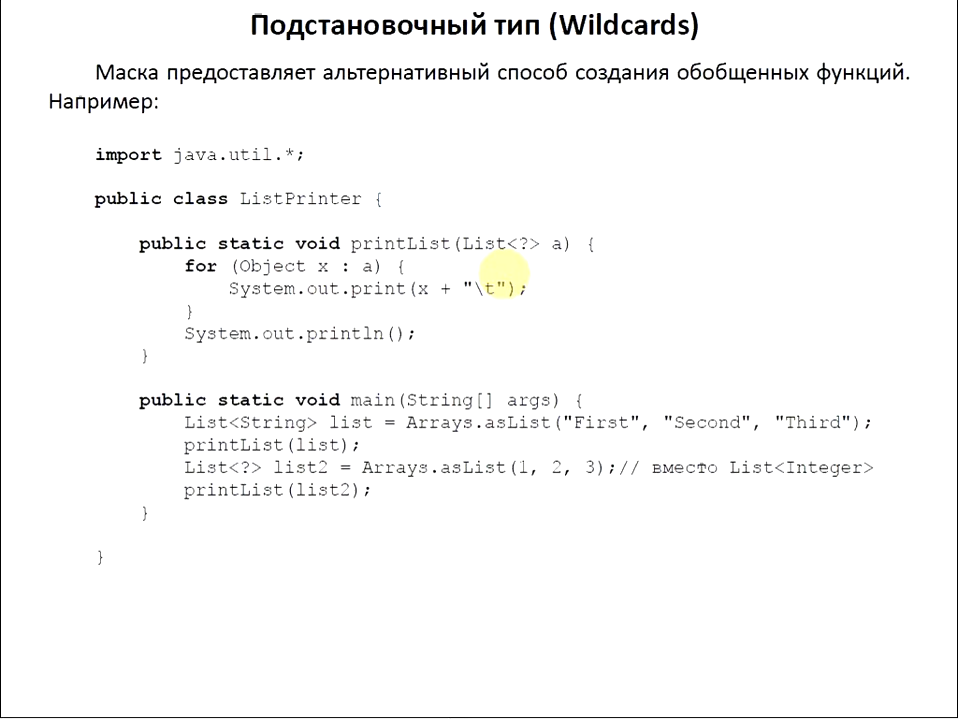 Подстановочный тип (Wildcards)
Маска предоставляет альтернативный способ создания обобщенных функций.
Например:
import java.util.*;
public class ListPrinter {
public static void printList(List<?> a) {
for (Object x : a) {
System.out.print(x + "\t");
}
System.out.println();
}
public static void main(String[] args) {
List<String> list = Arrays.asList("First", "Second", "Third");
printList(list);
List<?> list2 = Arrays.asList(1, 2, 3);// вместо List<Integer>
printList(list2);
}
}